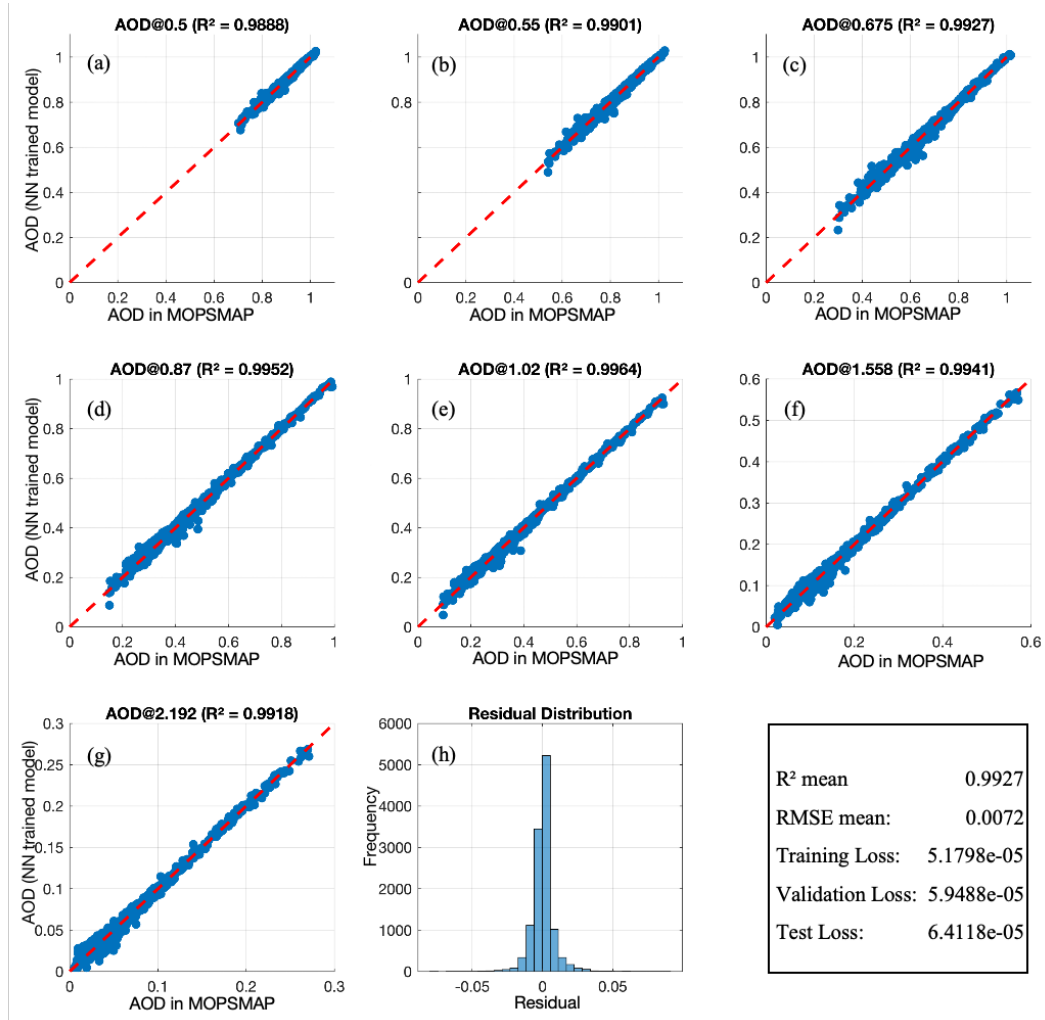 AOD@0.5 (R² = 0.9888)
(a)
AOD (NN trained model)
1
0.8
0.6
0.4
0.2
0
0 0.2 0.4 0.6 0.8 1
AOD in MOPSMAP
AOD@0.55 (R² = 0.9901)
(b)
1
0.8
0.6
0.4
0.2
0
0 0.2 0.4 0.6 0.8 1
AOD in MOPSMAP
AOD@0.675 (R² = 0.9927)
(c)
1
0.8
0.6
0.4
0.2
0
0 0.2 0.4 0.6 0.8 1
AOD in MOPSMAP
AOD@0.87 (R² = 0.9952)
(d)
AOD (NN trained model)
1
0.8
0.6
0.4
0.2
0
0 0.2 0.4 0.6 0.8 1
AOD in MOPSMAP
AOD@1.02 (R² = 0.9964)
(e)
1
0.8
0.6
0.4
0.2
0
0 0.2 0.4 0.6 0.8 1
AOD in MOPSMAP
AOD@1.558 (R² = 0.9941)
(f)
0.6
0.5
0.4
0.3
0.2
0.1
0
0 0.2 0.4 0.6
AOD in MOPSMAP
AOD@2.192 (R² = 0.9918)
(g)
AOD (NN trained model)
0.3
0.25
0.2
0.15
0.1
0.05
0
0 0.1 0.2 0.3
AOD in MOPSMAP
Residual Distribution
(h)
Frequency
6000
5000
4000
3000
2000
1000
0
-0.05 0 0.05
Residual
R² mean 0.9927
RMSE mean: 0.0072
Training Loss: 5.1798e-05
Validation Loss: 5.9488e-05
Test Loss: 6.4118e-05